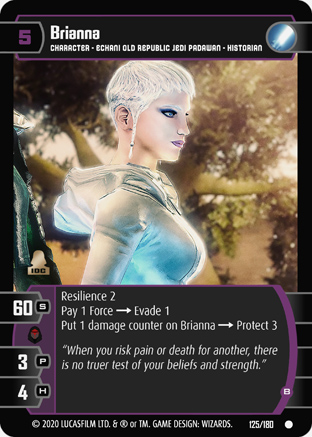 5
Brianna
CHARACTER - ECHANI OLD REPUBLIC JEDI PADAWAN - HISTORIAN
IDC
60 S
3 P
4 H
Resilience 2
Pay 1 Force → Evade 1
Put 1 damage counter on Brianna → Protect 3
“When you risk pain or death for another, there
is no truer test of your beliefs and strength.”
B
© 2020 LUCASFILM LTD. & ® or TM. GAME DESIGN: WIZARDS.
125/180